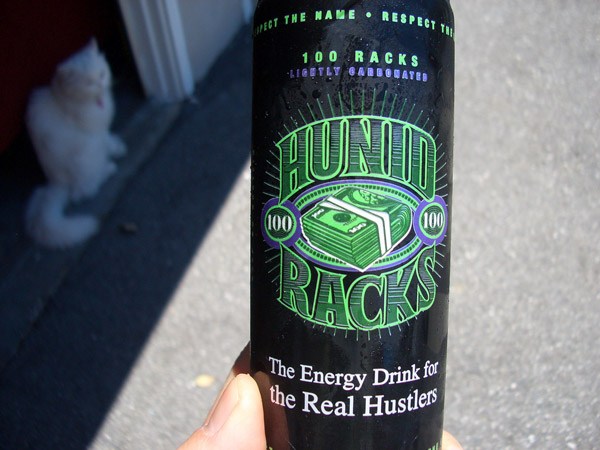 SPECT THE NAME • RESPECT TH
100 RACKS
LIGHTLY CARBONATED
HUNID
100 100
RACKS
The Energy Drink for
the Real Hustlers